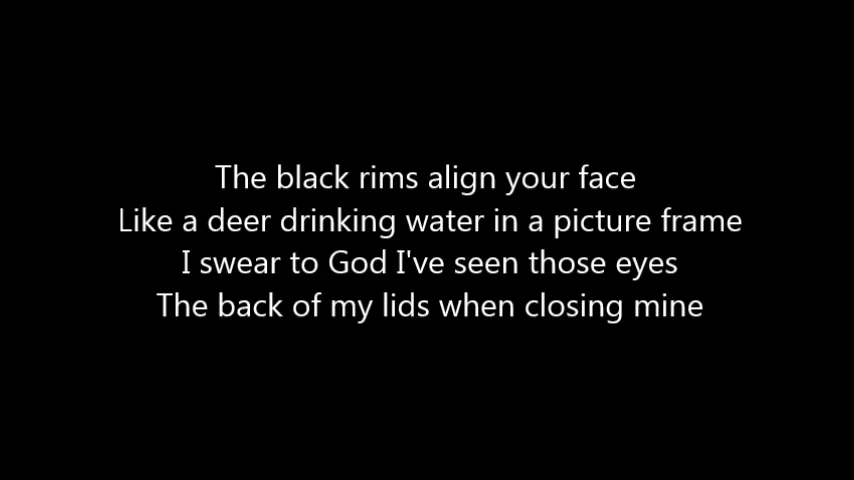 The black rims align your face
Like a deer drinking water in a picture frame
I swear to God I've seen those eyes
The back of my lids when closing mine